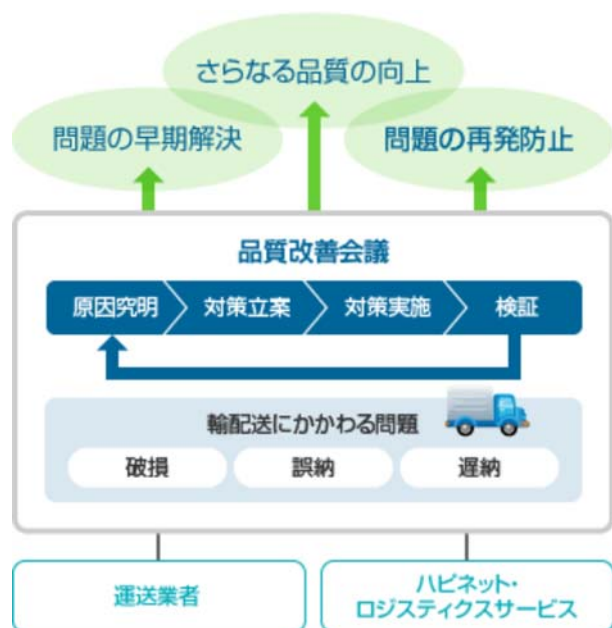 さらなる品質の向上
問題の早期解決
問題の再発防止
品質改善会議
原因究明
対策立案
対策実施
検証
輸配送にかかわる問題
破損
誤納
遅納
運送業者
ハピネット・
ロジスティクスサービス